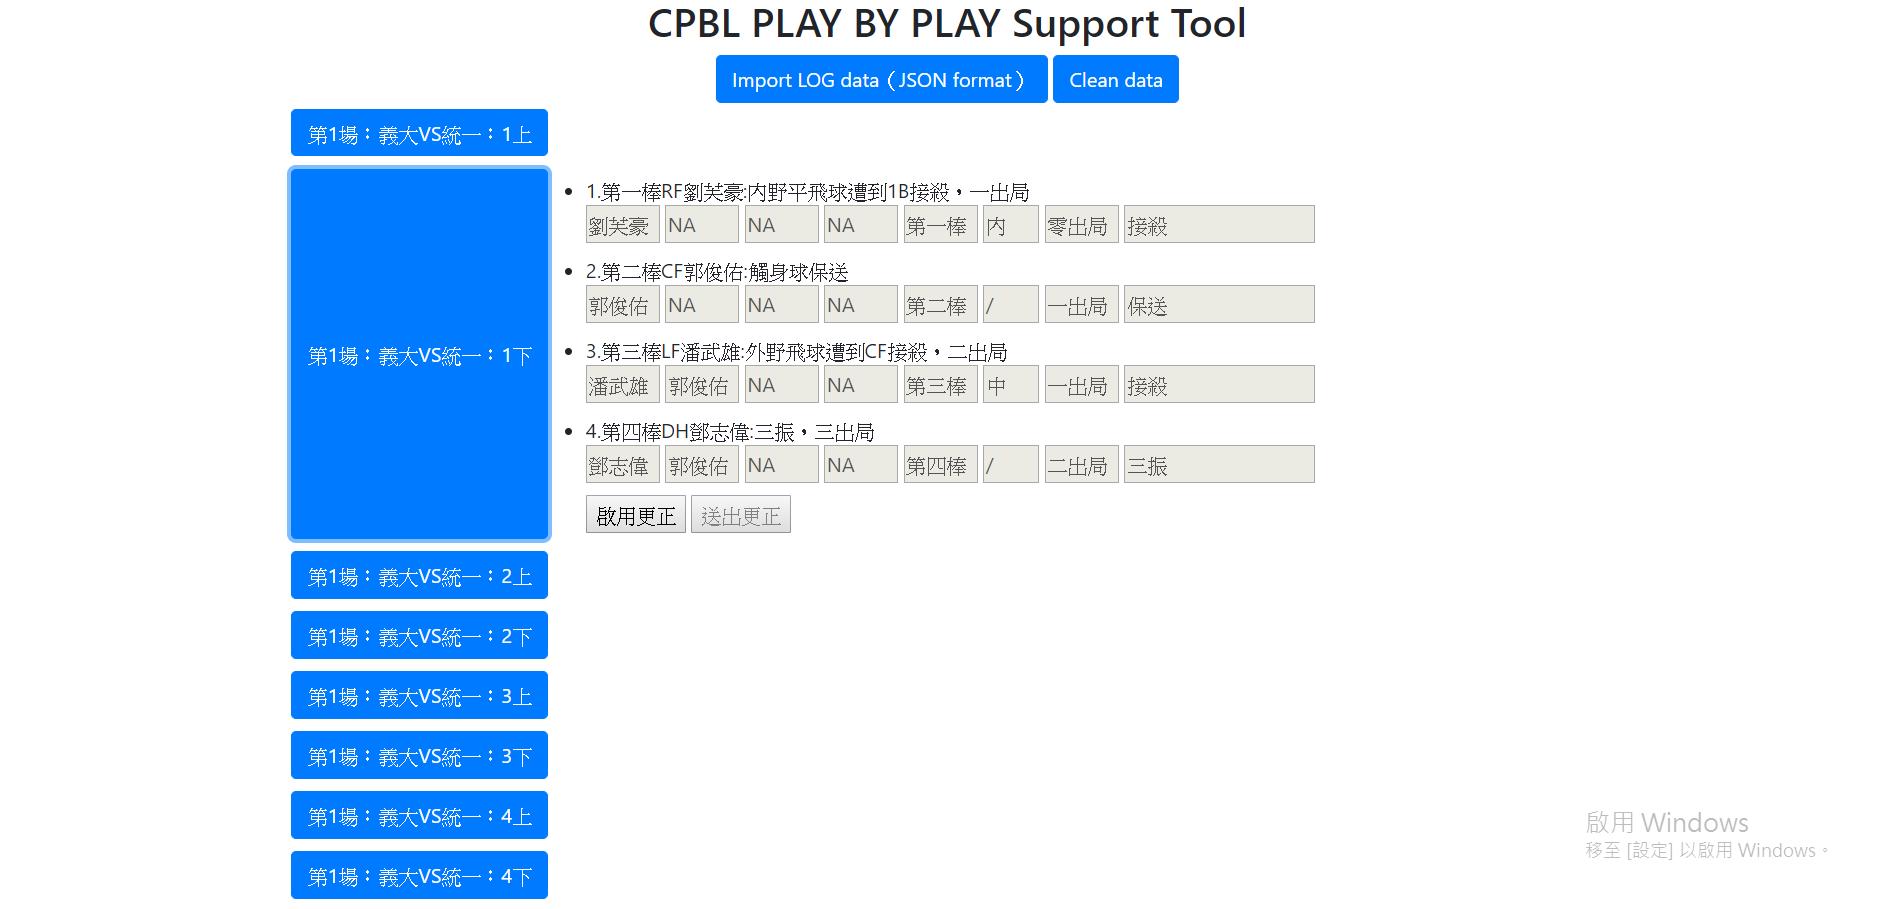 CPBL PLAY BY PLAY Support Tool
Import LOG data（JSON format） Clean data
第1場：義大VS統一：1上
第1場：義大VS統一：1下
1.第一棒RF劉芙豪:內野平飛球遭到1B接殺，一出局
劉芙豪 NA NA NA 第一棒 內 零出局 接殺
2.第二棒CF郭俊佑:觸身球保送
郭俊佑 NA NA NA 第二棒 / 一出局 保送
3.第三棒LF潘武雄:外野飛球遭到CF接殺，二出局
潘武雄 郭俊佑 NA NA 第三棒 中 一出局 接殺
4.第四棒DH鄧志偉:三振，三出局
鄧志偉 郭俊佑 NA NA 第四棒 / 二出局 三振
啟用更正 送出更正
第1場：義大VS統一：2上
第1場：義大VS統一：2下
第1場：義大VS統一：3上
第1場：義大VS統一：3下
第1場：義大VS統一：4上
第1場：義大VS統一：4下
啟用 Windows
移至 [設定] 以啟用 Windows。